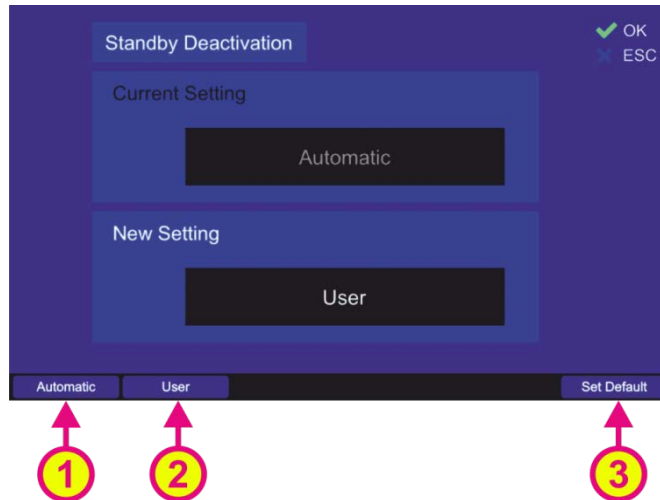 Standby Deactivation
OK
ESC
Current Setting
Automatic
New Setting
User
Automatic
User
Set Default
1
2
3